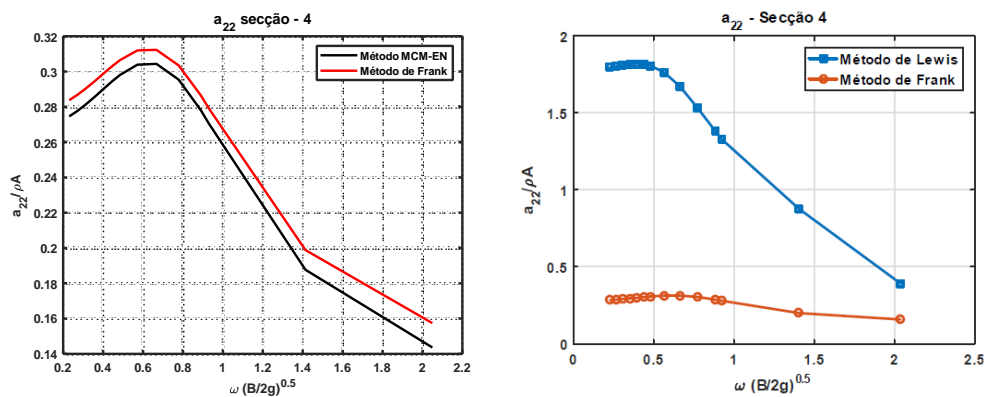 a₂₂ secção - 4
0.32
0.3
0.28
0.26
0.24
0.22
0.2
0.18
0.16
0.14
a₂₂/ρA
Método MCM-EN
Método de Frank
0.2 0.4 0.6 0.8 1.0 1.2 1.4 1.6 1.8 2.0 2.2
ω (B/2g)⁰·⁵
a₂₂ - Secção 4
2
1.5
1
0.5
0
a₂₂/ρA
Método de Lewis
Método de Frank
0 0.5 1 1.5 2 2.5
ω (B/2g)⁰·⁵